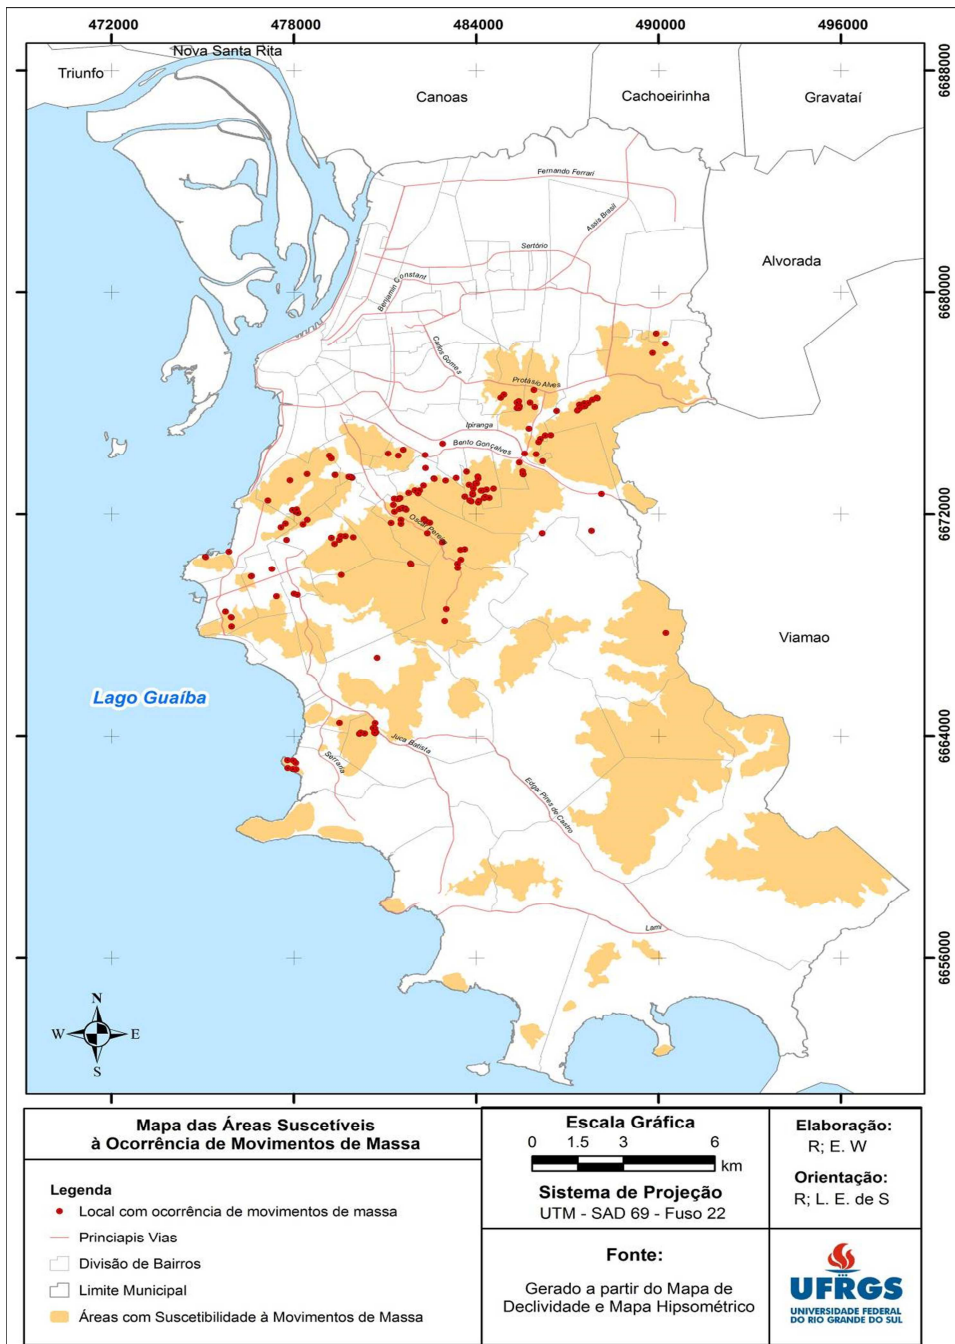 472000 478000 484000 490000 496000
Nova Santa Rita
Triunfo
Canoas
Cachoeirinha
Gravataí
6688000
Fernando Ferrari
Assis Brasil
Sertório
Alvorada
Benjamin Constant
6680000
Carlos Gomes
Protásio Alves
Ipiranga
Bento Gonçalves
6672000
Oscar Pereira
Viamao
Lago Guaíba
6664000
Juca Batista
Serraria
Edga Pires de Castro
Lami
6656000
N
W E
S
Mapa das Áreas Suscetíveis
à Ocorrência de Movimentos de Massa
Legenda
Local com ocorrência de movimentos de massa
Princiapis Vias
Divisão de Bairros
Limite Municipal
Áreas com Suscetibilidade à Movimentos de Massa
Escala Gráfica
0 1.5 3 6
km
Sistema de Projeção
UTM - SAD 69 - Fuso 22
Fonte:
Gerado a partir do Mapa de
Declividade e Mapa Hipsométrico
Elaboração:
R; E. W
Orientação:
R; L. E. de S
UFRGS
UNIVERSIDADE FEDERAL
DO RIO GRANDE DO SUL